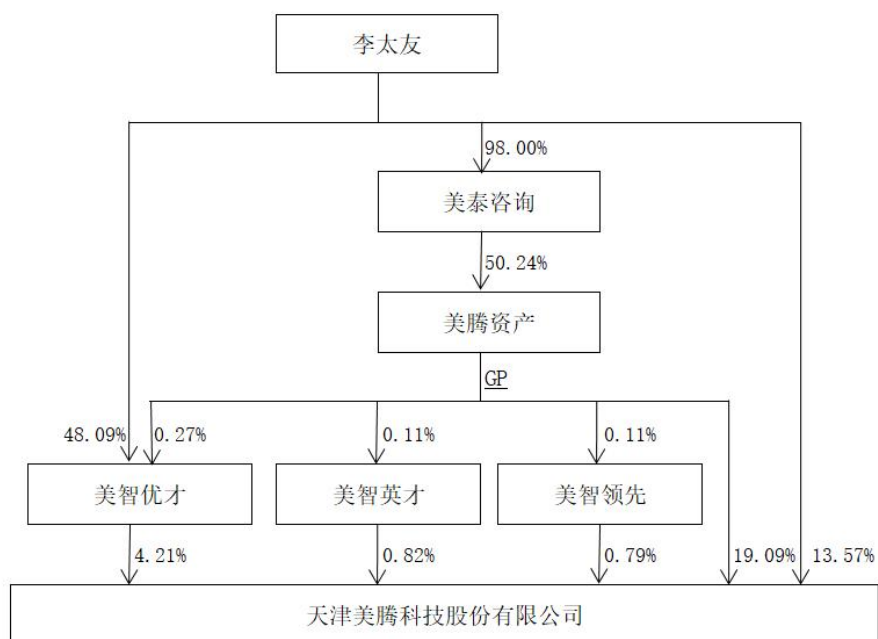 李太友
98.00%
美泰咨询
50.24%
美腾资产
GP
48.09%
0.27%
0.11%
0.11%
美智优才
美智英才
美智领先
4.21%
0.82%
0.79%
19.09%
13.57%
天津美腾科技股份有限公司